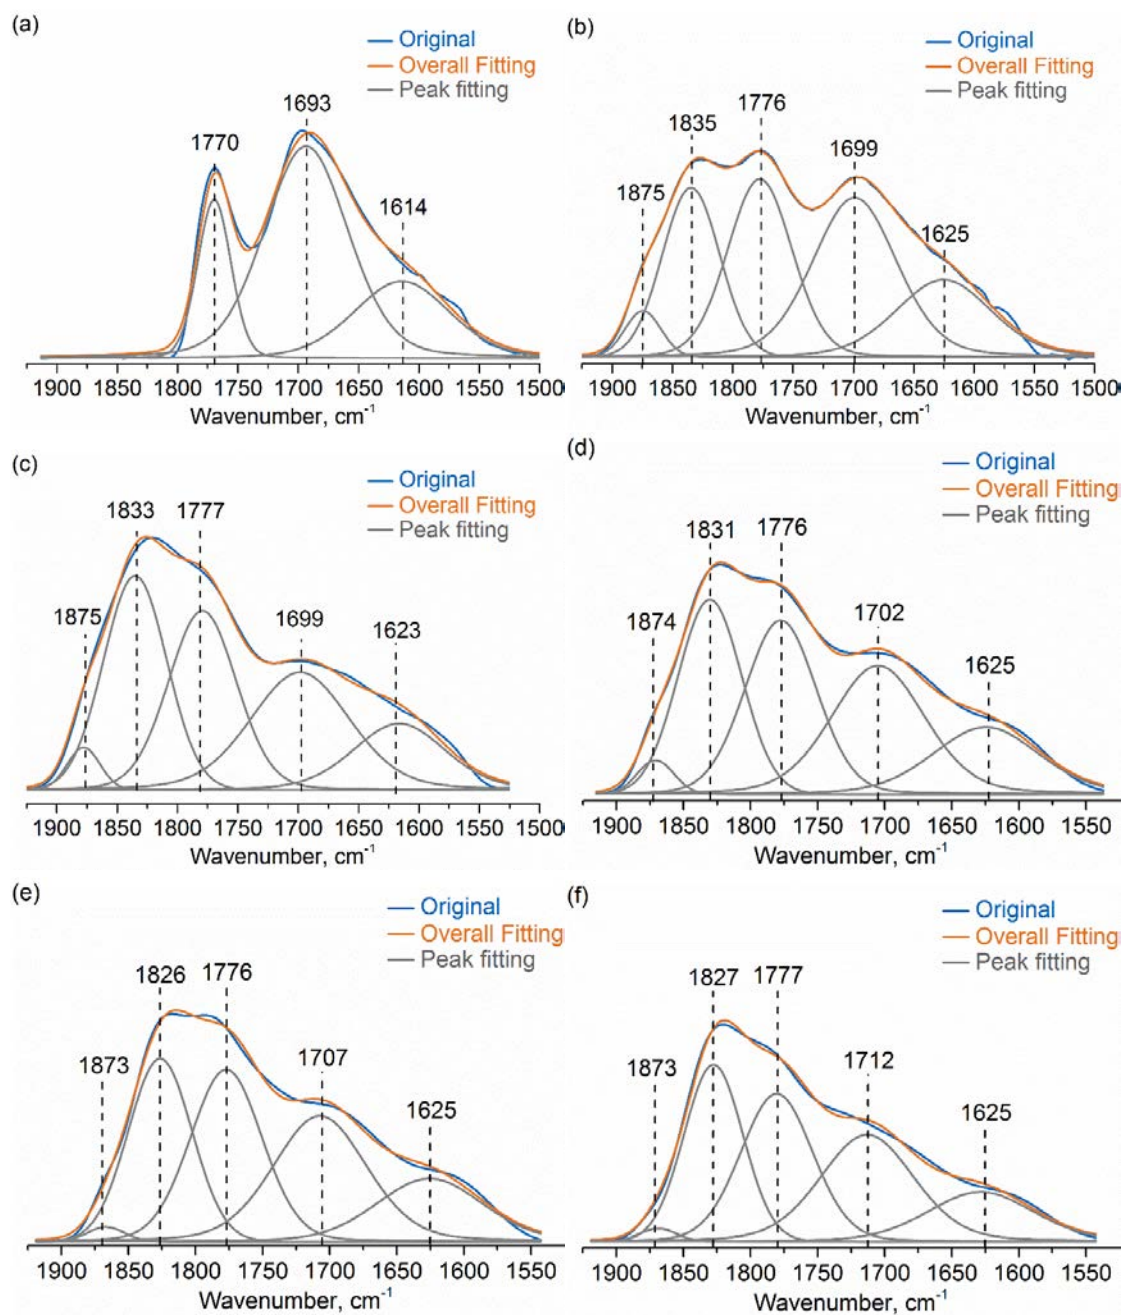 (a)
Original
Overall Fitting
Peak fitting
1693
1770
1614
1900 1850 1800 1750 1700 1650 1600 1550 1500
Wavenumber, cm⁻¹
(b)
Original
Overall Fitting
Peak fitting
1835
1776
1699
1875
1625
1900 1850 1800 1750 1700 1650 1600 1550 1500
Wavenumber, cm⁻¹
(c)
Original
Overall Fitting
Peak fitting
1833
1777
1875
1699
1623
1900 1850 1800 1750 1700 1650 1600 1550 1500
Wavenumber, cm⁻¹
(d)
Original
Overall Fitting
Peak fitting
1831
1776
1874
1702
1625
1900 1850 1800 1750 1700 1650 1600 1550
Wavenumber, cm⁻¹
(e)
Original
Overall Fitting
Peak fitting
1826
1776
1873
1707
1625
1900 1850 1800 1750 1700 1650 1600 1550
Wavenumber, cm⁻¹
(f)
Original
Overall Fitting
Peak fitting
1827
1777
1873
1712
1625
1900 1850 1800 1750 1700 1650 1600 1550
Wavenumber, cm⁻¹